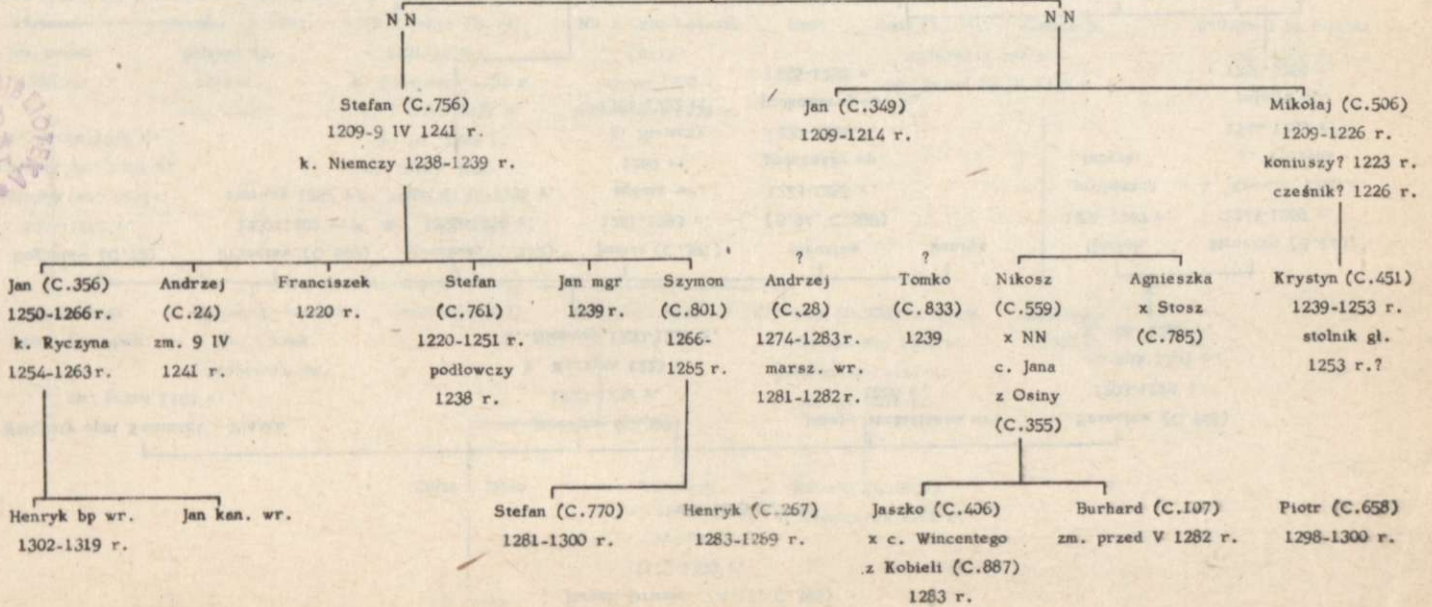 N N
N N
Stefan (C.756)
1209-9 IV 1241 r.
k. Niemczy 1238-1239 r.
Jan (C.349)
1209-1214 r.
Mikołaj (C.506)
1209-1226 r.
koniuszy? 1223 r.
cześnik? 1226 r.
Jan (C.356)
1250-1266 r.
k. Ryczyna
1254-1263 r.
Andrzej
(C.24)
zm. 9 IV
1241 r.
Franciszek
1220 r.
Stefan
(C.761)
1220-1251 r.
podłowczy
1238 r.
Jan mgr
1239 r.
Szymon
(C.801)
1266-
1285 r.
?
Andrzej
(C.28)
1274-1283 r.
marsz. wr.
1281-1282 r.
?
Tomko
(C.833)
1239
Nikosz
(C.559)
x NN
c. Jana
z Osiny
(C.355)
Agnieszka
x Stosz
(C.785)
Krystyn (C.451)
1239-1253 r.
stolnik gł.
1253 r.?
Henryk bp wr.
1302-1319 r.
Jan kan. wr.
Stefan (C.770)
1281-1300 r.
Henryk (C.267)
1283-1289 r.
Jaszko (C.406)
x c. Wincentego
z Kobieli (C.887)
1283 r.
Burhard (C.107)
zm. przed V 1282 r.
Piotr (C.658)
1298-1300 r.